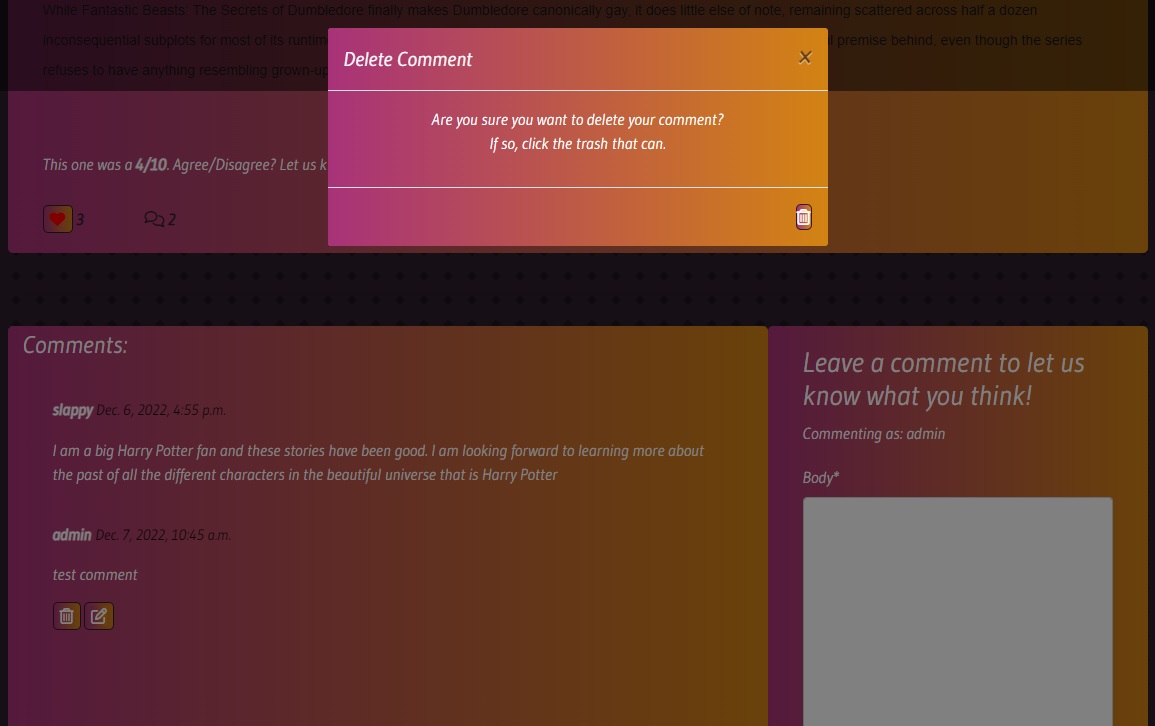 While Fantastic Beasts: The Secrets of Dumbledore finally makes Dumbledore canonically gay, it does little else of note, remaining scattered across half a dozen
inconsequential subplots for most of its runtim
l premise behind, even though the series
refuses to have anything resembling grown-up
Delete Comment
×
Are you sure you want to delete your comment?
If so, click the trash that can.
This one was a 4/10. Agree/Disagree? Let us k
3
2
Comments:
slappy Dec. 6, 2022, 4:55 p.m.
I am a big Harry Potter fan and these stories have been good. I am looking forward to learning more about
the past of all the different characters in the beautiful universe that is Harry Potter
admin Dec. 7, 2022, 10:45 a.m.
test comment
Leave a comment to let us
know what you think!
Commenting as: admin
Body*